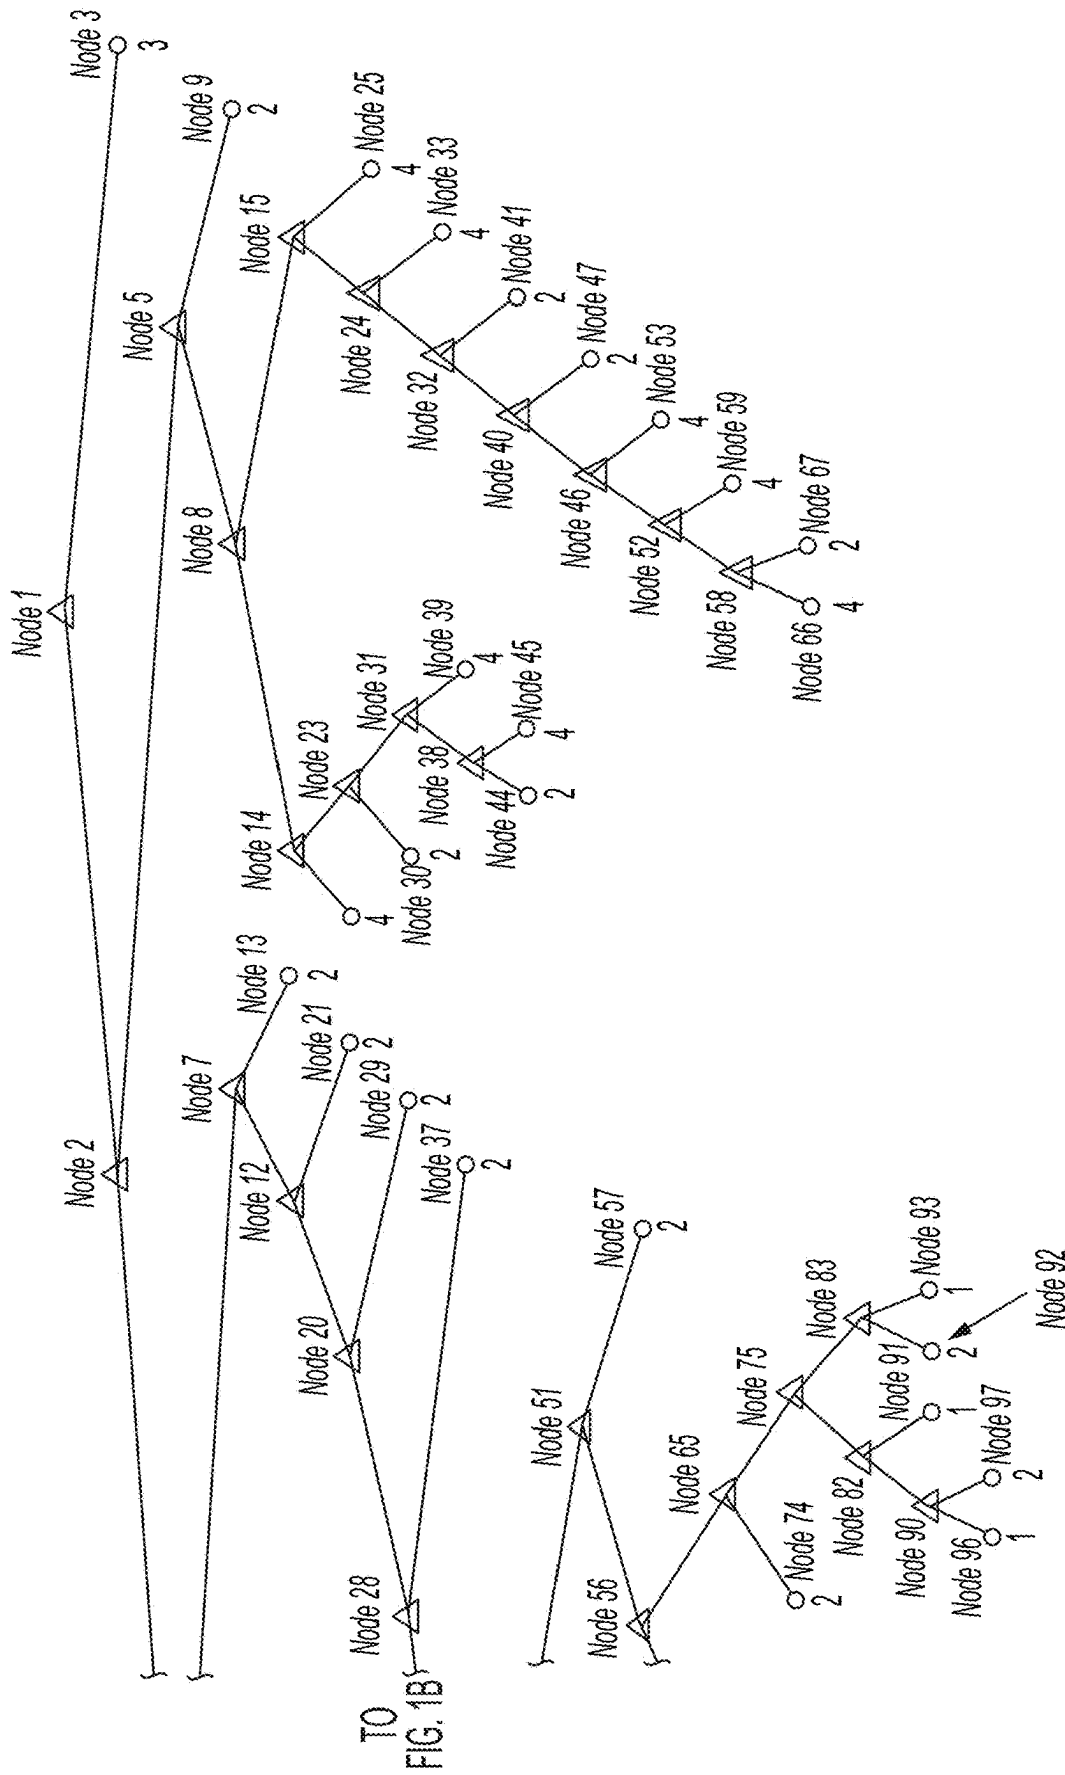 Node 1
Node 3
3
Node 2
Node 5
Node 9
2
Node 7
Node 8
Node 13
2
Node 12
Node 14
Node 15
Node 21
2
4
Node 25
4
Node 20
Node 23
Node 24
Node 29
2
Node 30
2
Node 33
4
Node 28
Node 31
Node 32
Node 37
2
Node 39
4
Node 41
2
TO
FIG. 1B
Node 38
Node 40
Node 44
2
Node 45
4
Node 47
2
Node 51
Node 46
Node 53
4
Node 57
2
Node 56
Node 52
Node 59
4
Node 65
Node 58
Node 66
4
Node 67
2
Node 74
2
Node 75
Node 82
Node 83
Node 91
1
2
Node 93
1
Node 90
Node 96
1
Node 97
2
Node 92